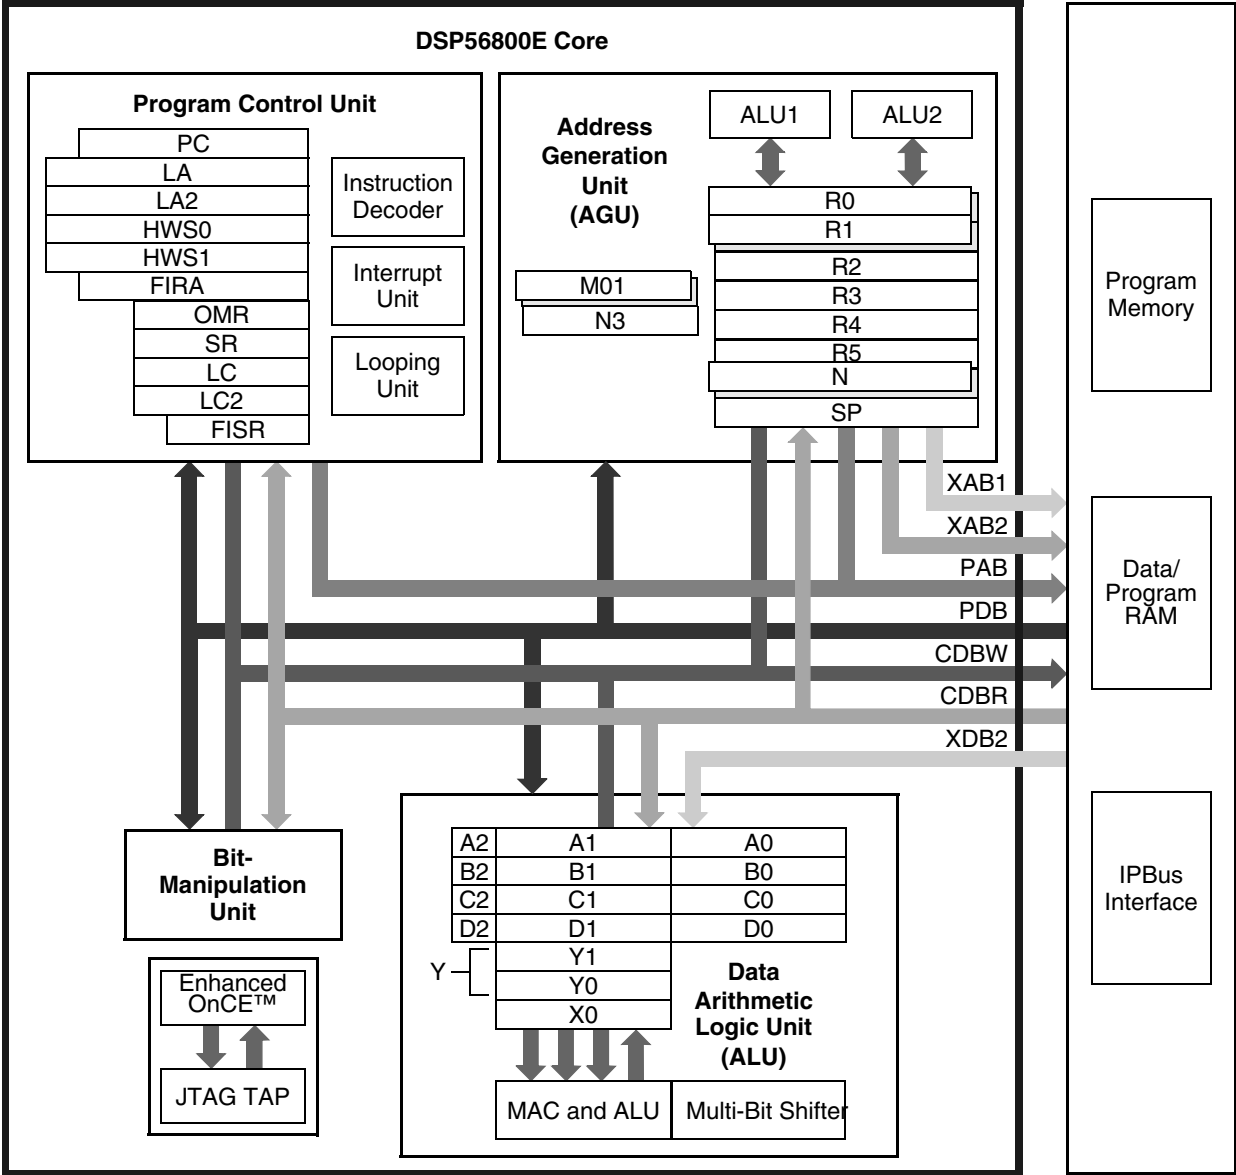 DSP56800E Core
Program Control Unit
PC
LA
LA2
HWS0
HWS1
FIRA
OMR
SR
LC
LC2
FISR
Instruction
Decoder
Interrupt
Unit
Looping
Unit
Address
Generation
Unit
(AGU)
ALU1
ALU2
R0
R1
R2
R3
R4
R5
N
SP
M01
N3
XAB1
XAB2
PAB
PDB
CDBW
CDBR
XDB2
Program
Memory
Data/
Program
RAM
IPBus
Interface
Bit-
Manipulation
Unit
Enhanced
OnCE™
JTAG TAP
A2 A1 A0
B2 B1 B0
C2 C1 C0
D2 D1 D0
Y
Y1
Y0
X0
Data
Arithmetic
Logic Unit
(ALU)
MAC and ALU
Multi-Bit Shifter